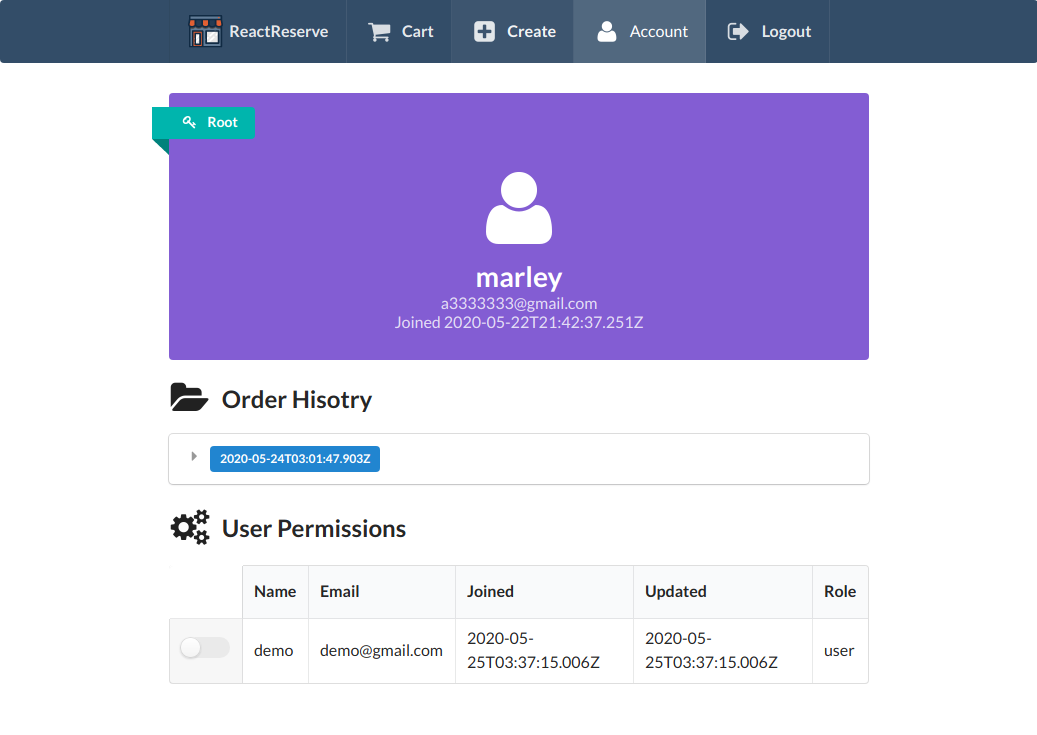 ReactReserve Cart Create Account Logout
Root
marley
a3333333@gmail.com
Joined 2020-05-22T21:42:37.251Z
Order Hisotry
2020-05-24T03:01:47.903Z
User Permissions
Name Email Joined Updated Role
demo demo@gmail.com 2020-05-25T03:37:15.006Z 2020-05-25T03:37:15.006Z user